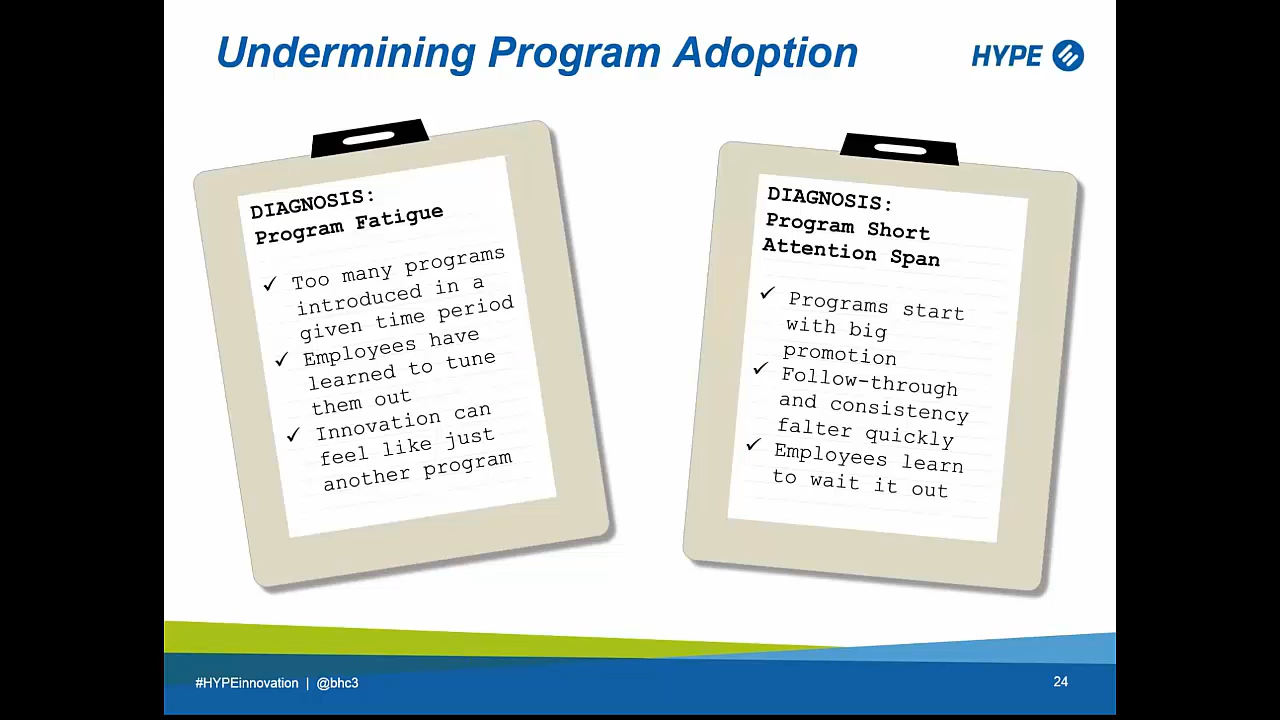 Undermining Program Adoption
HYPE
DIAGNOSIS:
Program Fatigue
✓ Too many programs
introduced in a
given time period
✓ Employees have
learned to tune
them out
✓ Innovation can
feel like just
another program
DIAGNOSIS:
Program Short
Attention Span
✓ Programs start
with big
promotion
✓ Follow-through
and consistency
falter quickly
✓ Employees learn
to wait it out
#HYPEinnovation | @bhc3
24